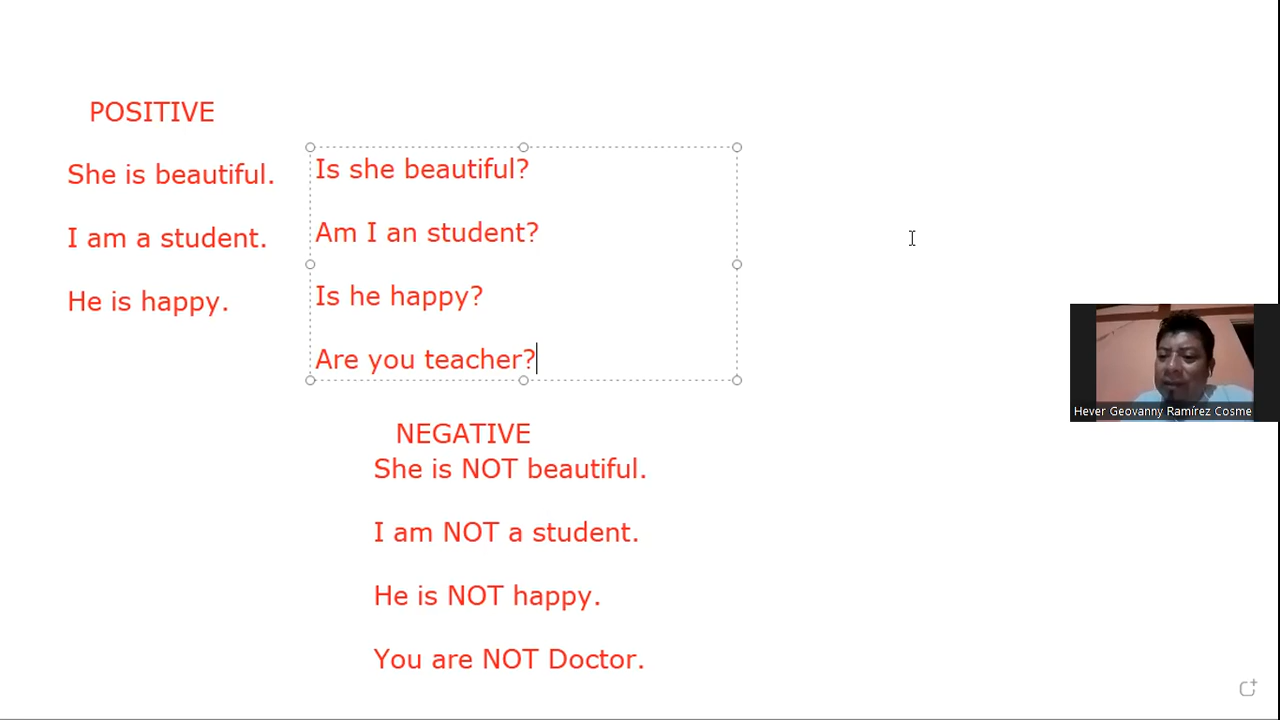 POSITIVE
She is beautiful.
I am a student.
He is happy.
Is she beautiful?
Am I an student?
Is he happy?
Are you teacher?
NEGATIVE
She is NOT beautiful.
I am NOT a student.
He is NOT happy.
You are NOT Doctor.
Hever Geovanny Ramírez Cosme